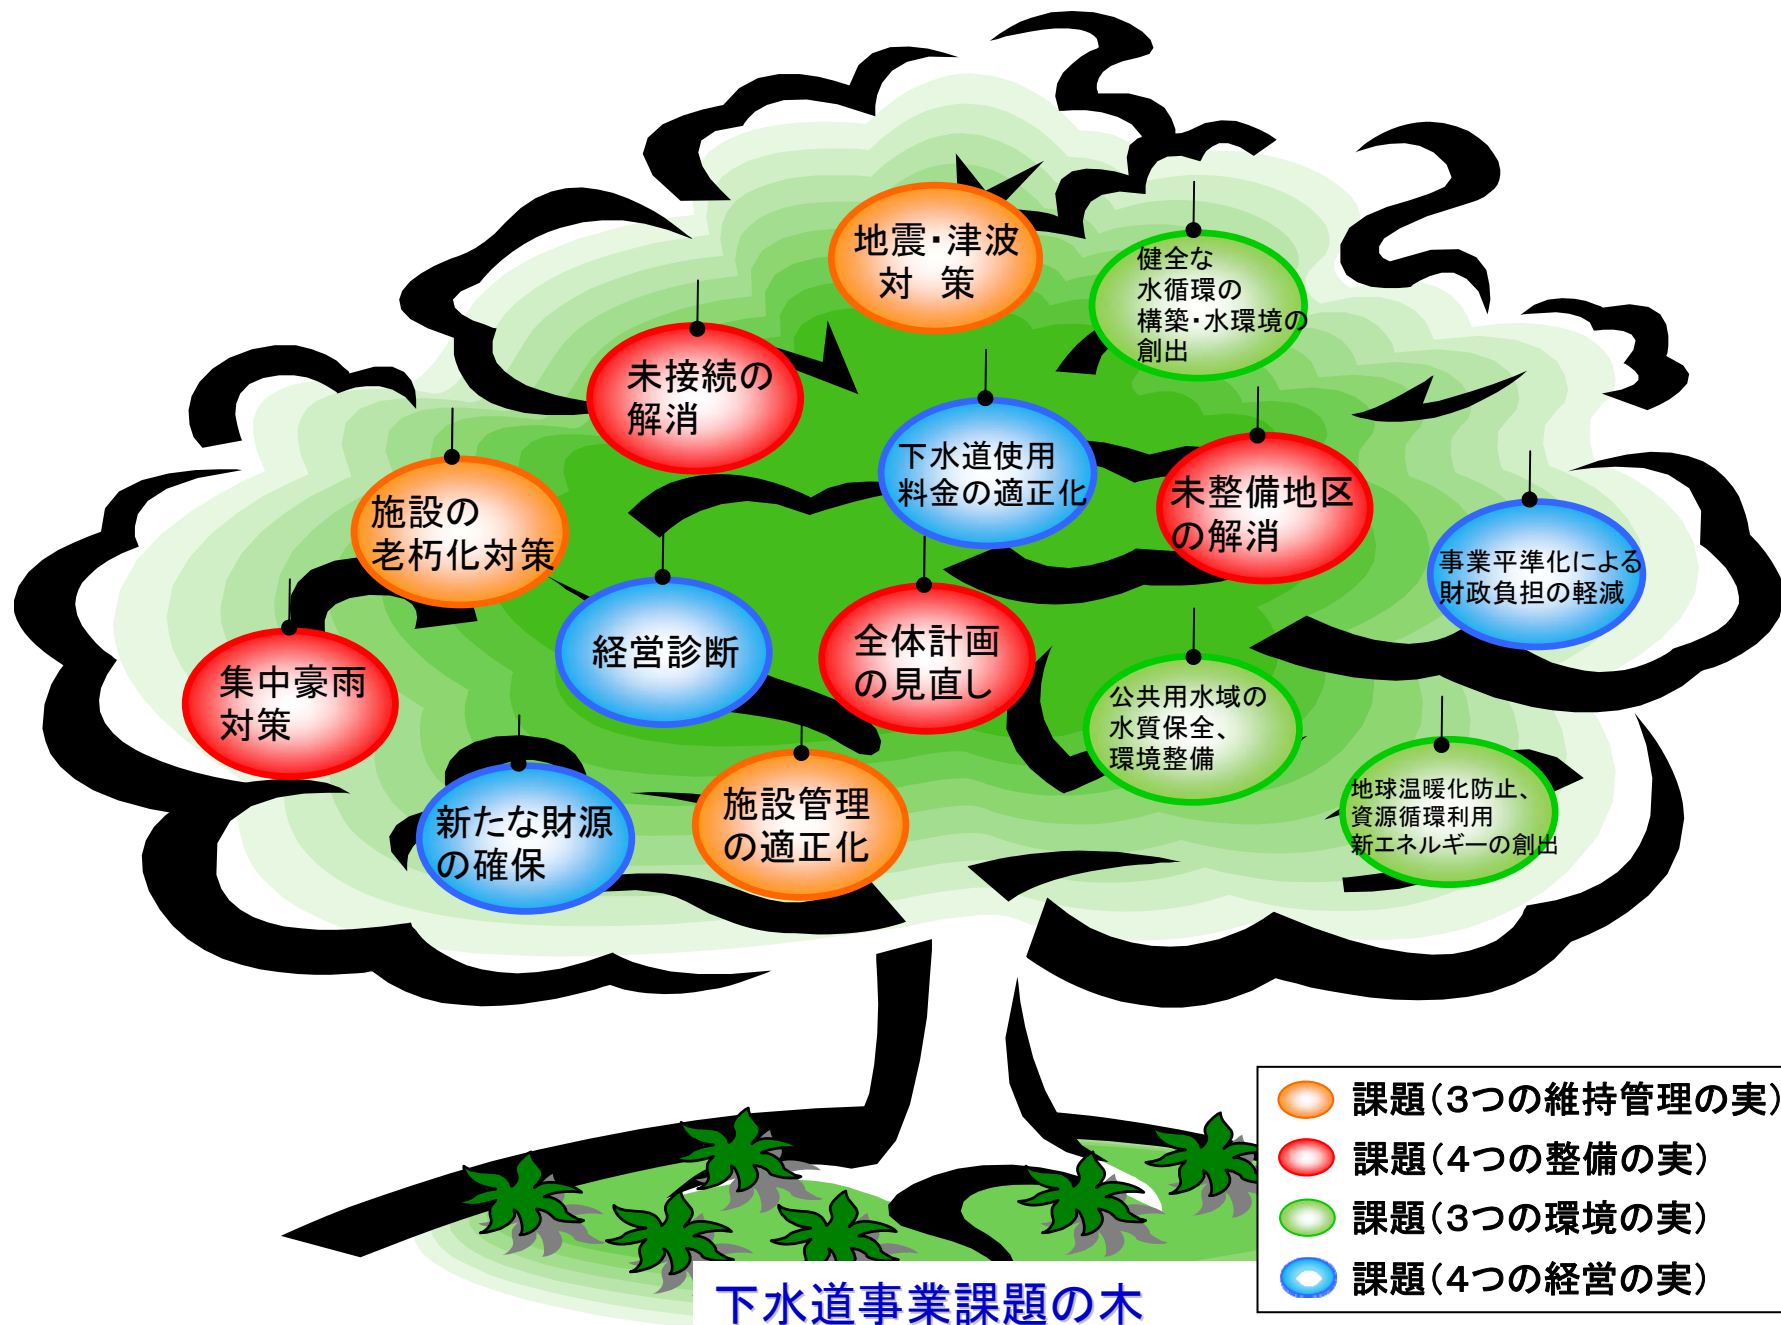 地震・津波
対　策
健全な
水循環の
構築・水環境の
創出
未接続の
解消
下水道使用
料金の適正化
未整備地区
の解消
施設の
老朽化対策
事業平準化による
財政負担の軽減
経営診断
全体計画
の見直し
集中豪雨
対策
公共用水域の
水質保全、
環境整備
新たな財源
の確保
施設管理
の適正化
地球温暖化防止、
資源循環利用
新エネルギーの創出
課題(3つの維持管理の実)
課題(4つの整備の実)
課題(3つの環境の実)
課題(4つの経営の実)
下水道事業課題の木